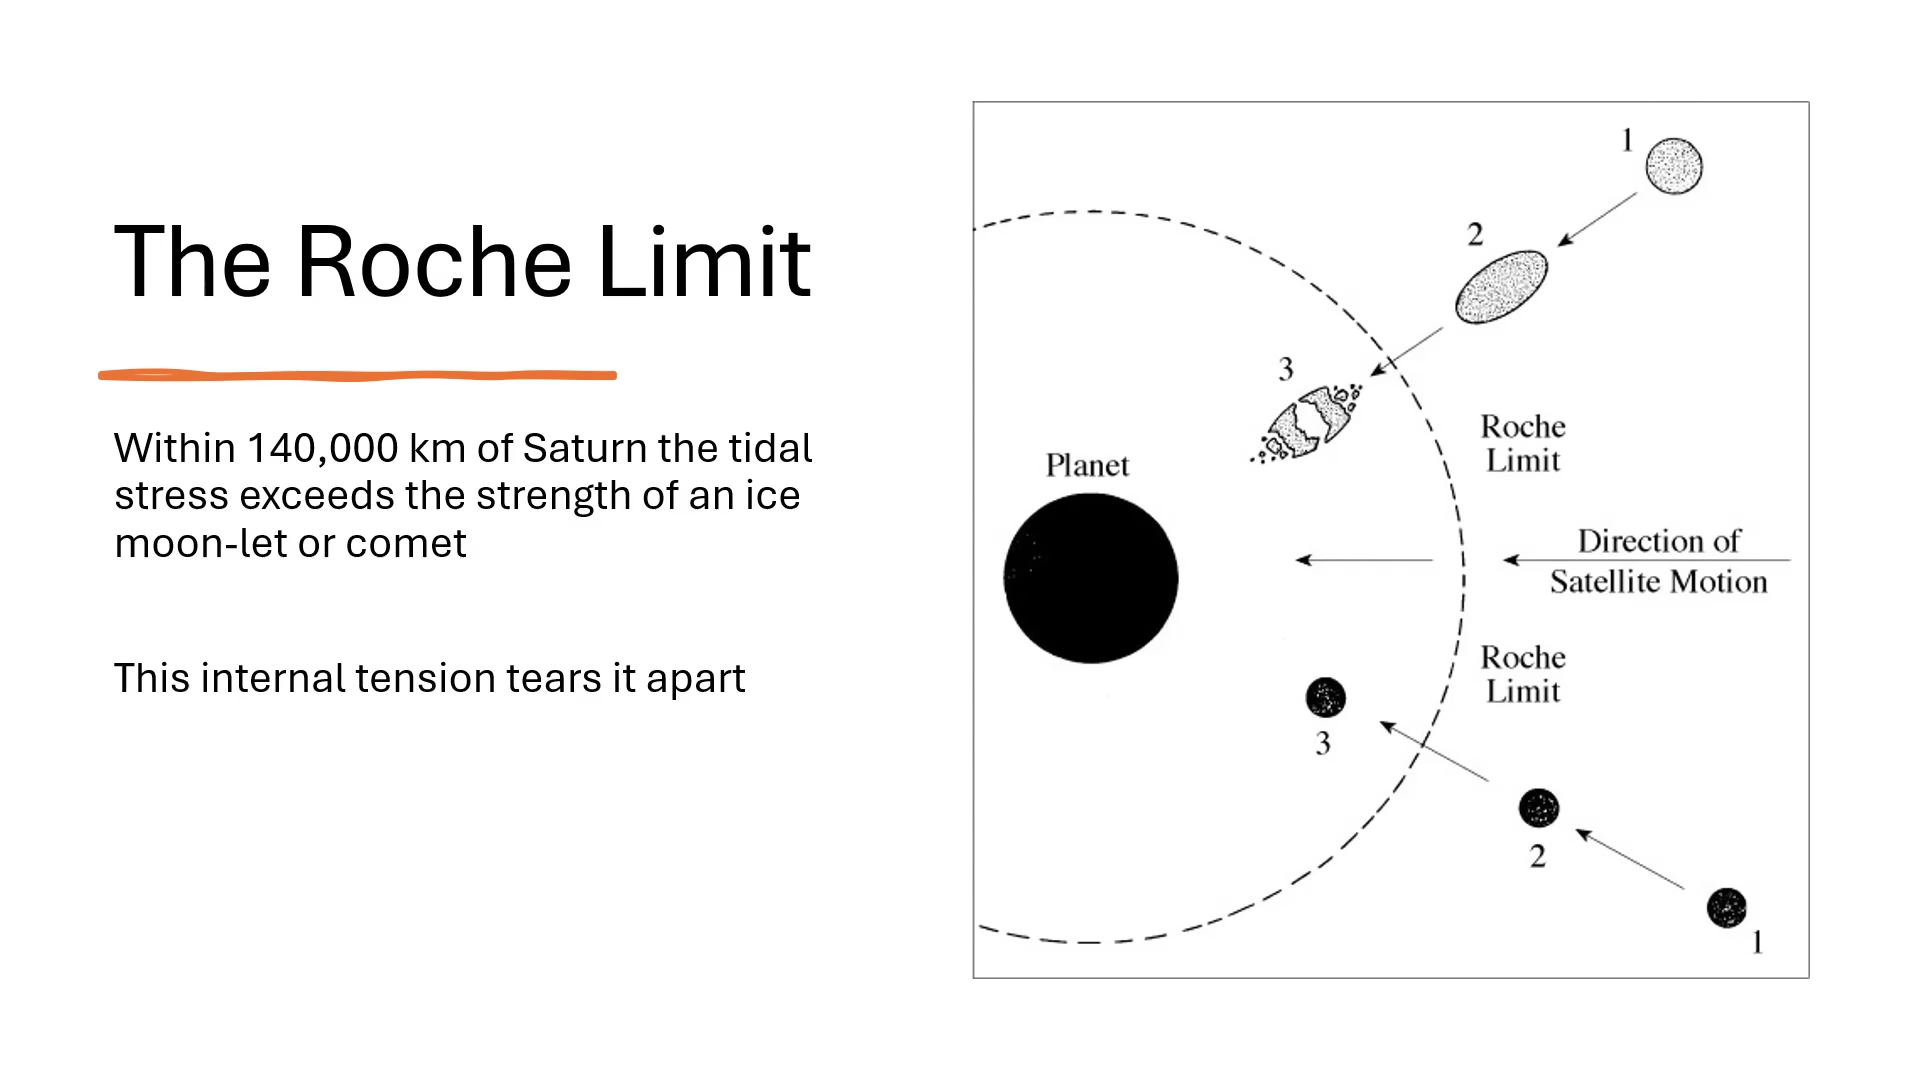 The Roche Limit
Within 140,000 km of Saturn the tidal
stress exceeds the strength of an ice
moon-let or comet
This internal tension tears it apart
1
2
3
Roche
Limit
Planet
Direction of
Satellite Motion
Roche
Limit
3
2
1